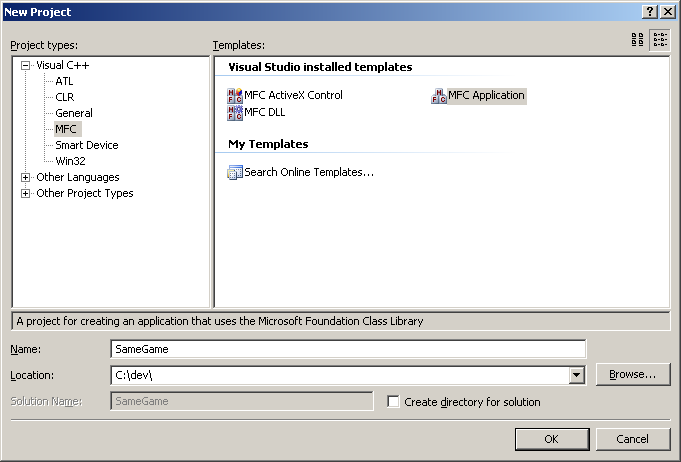 New Project
Project types:
Templates:
Visual C++
ATL
CLR
General
MFC
Smart Device
Win32
Other Languages
Other Project Types
Visual Studio installed templates
MFC ActiveX Control
MFC Application
MFC DLL
My Templates
Search Online Templates...
A project for creating an application that uses the Microsoft Foundation Class Library
Name:
SameGame
Location:
C:\dev\
Browse...
Solution Name:
SameGame
Create directory for solution
OK
Cancel